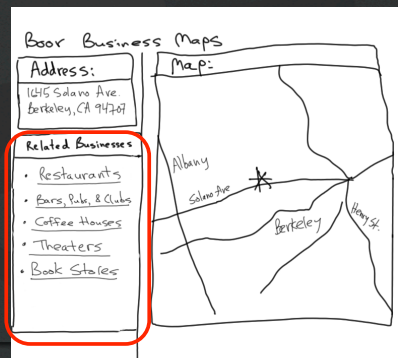 Boor Business Maps
Address:
1645 Solano Ave.
Berkeley, CA 94707
Related Businesses
• Restaurants
• Bars, Pubs, & Clubs
• Coffee Houses
• Theaters
• Book Stores
Map:
Albany
Solano Ave
Berkeley
Henry St.